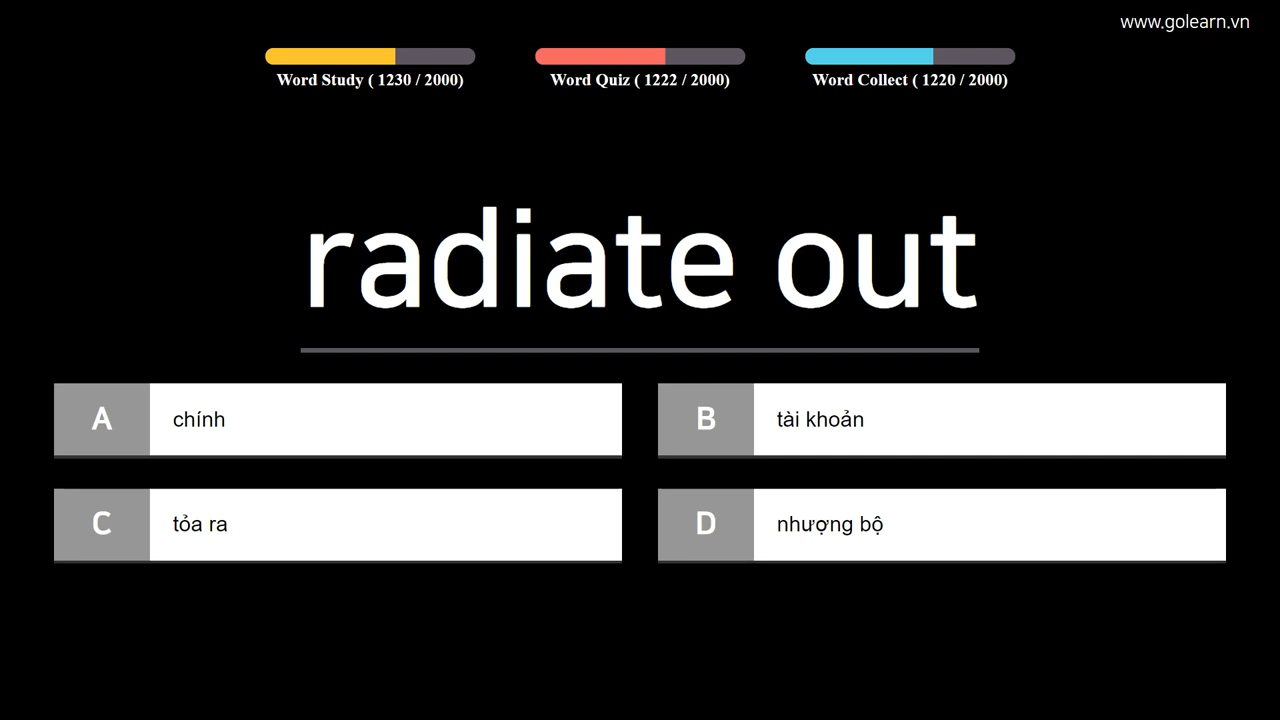 www.golearn.vn
Word Study ( 1230 / 2000)
Word Quiz ( 1222 / 2000)
Word Collect ( 1220 / 2000)
radiate out
A chính
B tài khoản
C tỏa ra
D nhượng bộ